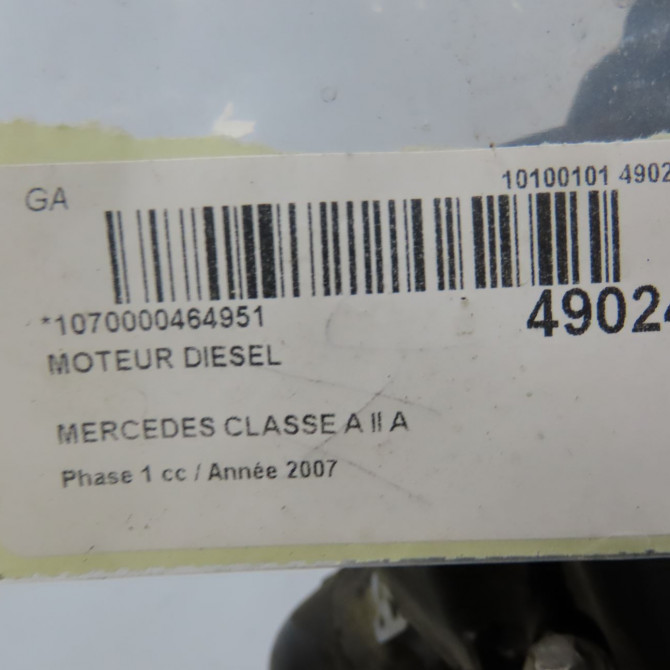 GA
10100101 4902
*1070000464951
49024
MOTEUR DIESEL
MERCEDES CLASSE A II A
Phase 1 cc / Année 2007